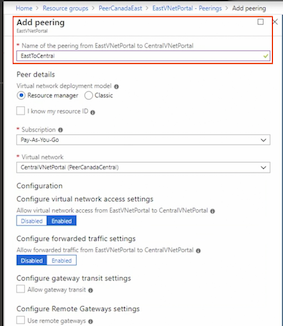 Home > Resource groups > PeerCanadaEast > EastVNetPortal - Peerings > Add peering
Add peering
EastVNetPortal
* Name of the peering from EastVNetPortal to CentralVNetPortal
EastToCentral
Peer details
Virtual network deployment model
Resource manager Classic
I know my resource ID
* Subscription
Pay-As-You-Go
* Virtual network
CentralVNetPortal (PeerCanadaCentral)
Configuration
Configure virtual network access settings
Allow virtual network access from EastVNetPortal to CentralVNetPortal
Disabled Enabled
Configure forwarded traffic settings
Allow forwarded traffic from EastVNetPortal to CentralVNetPortal
Disabled Enabled
Configure gateway transit settings
Allow gateway transit
Configure Remote Gateways settings
Use remote gateways